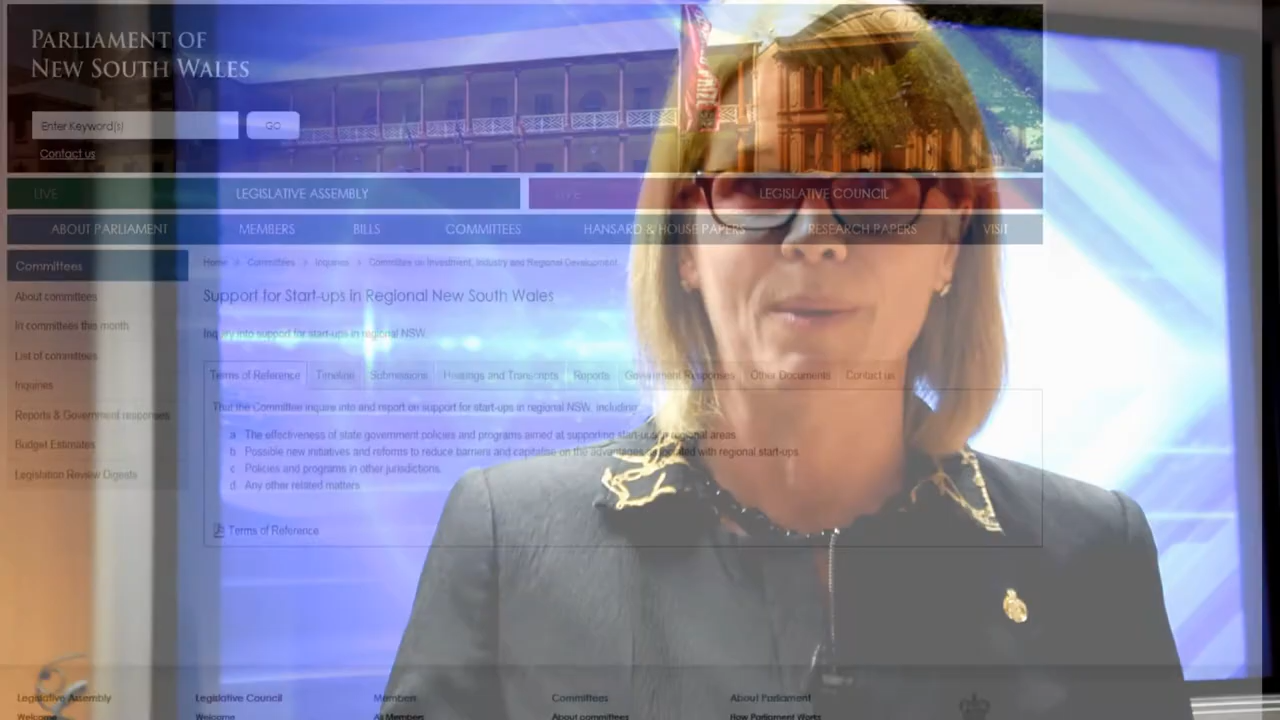 PARLIAMENT OF
NEW SOUTH WALES
Enter Keyword(s)
GO
Contact us
LIVE
LEGISLATIVE ASSEMBLY
LIVE
LEGISLATIVE COUNCIL
ABOUT PARLIAMENT
MEMBERS
BILLS
COMMITTEES
HANSARD & HOUSE PAPERS
RESEARCH PAPERS
VISIT
Committees
About committees
In committees this month
List of committees
Inquiries
Reports & Government responses
Budget Estimates
Legislation Review Digests
Home > Committees > Inquiries > Committee on Investment, Industry and Regional Development
Support for Start-ups in Regional New South Wales
Inquiry into support for start-ups in regional NSW.
Terms of Reference
Timeline
Submissions
Hearings and Transcripts
Reports
Government Responses
Other Documents
Contact us
That the Committee inquire into and report on support for start-ups in regional NSW, including
a The effectiveness of state government policies and programs aimed at supporting start-ups in regional areas
b Possible new initiatives and reforms to reduce barriers and capitalise on the advantages associated with regional start-ups.
c Policies and programs in other jurisdictions.
d. Any other related matters
Terms of Reference
Legislative Assembly
Legislative Council
Members
Committees
About Parliament
Welcome
Welcome
All Members
About committees
How Parliament Works